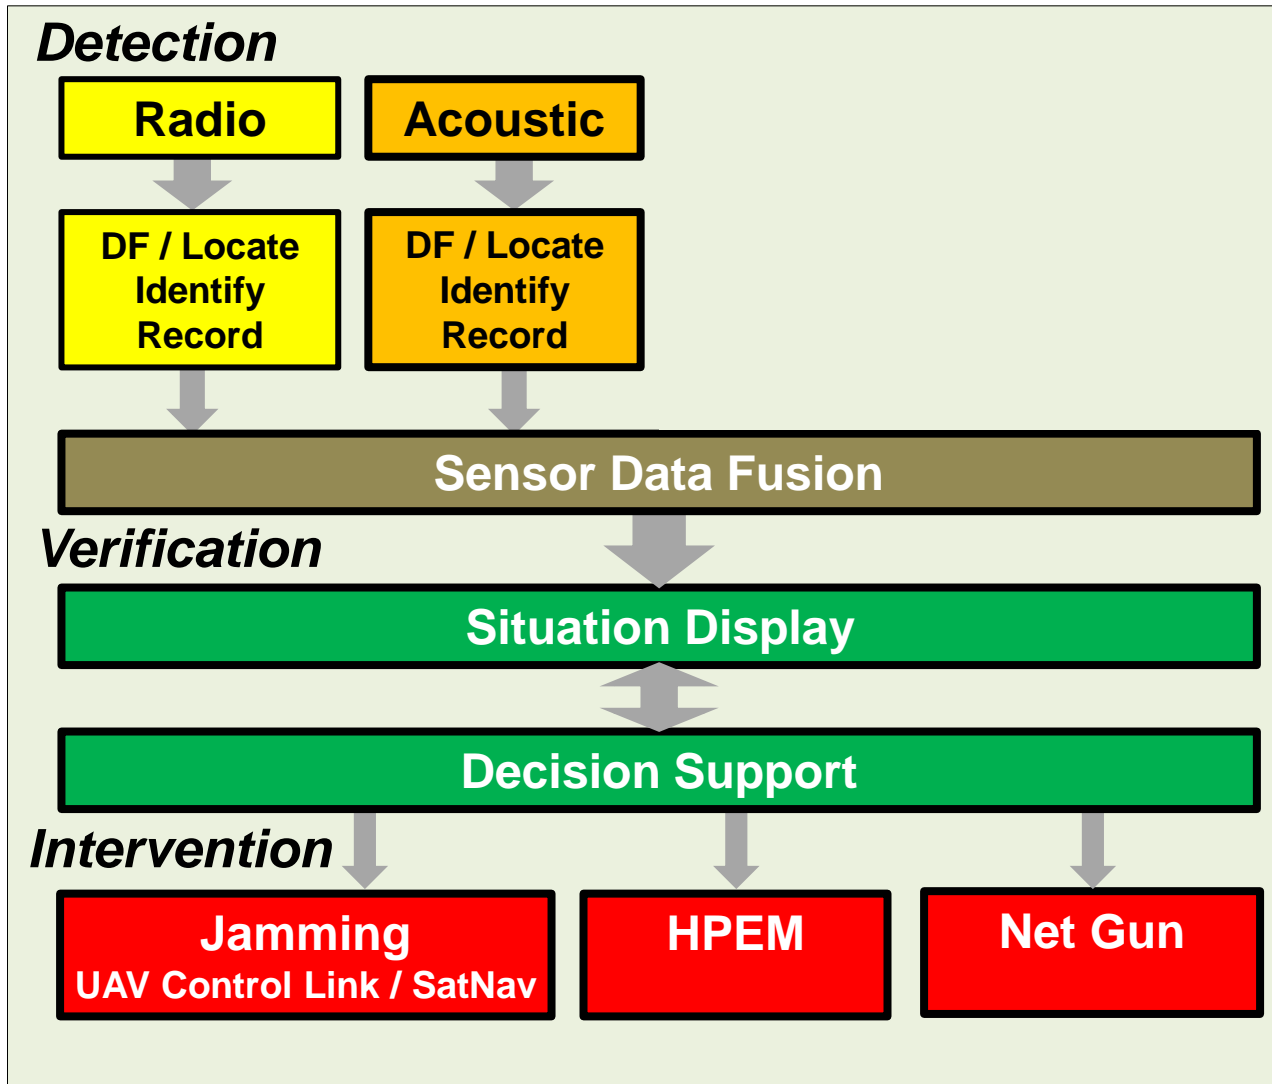 Detection
Radio
Acoustic
DF / Locate
Identify
Record
DF / Locate
Identify
Record
Sensor Data Fusion
Verification
Situation Display
Decision Support
Intervention
Jamming
UAV Control Link / SatNav
HPEM
Net Gun